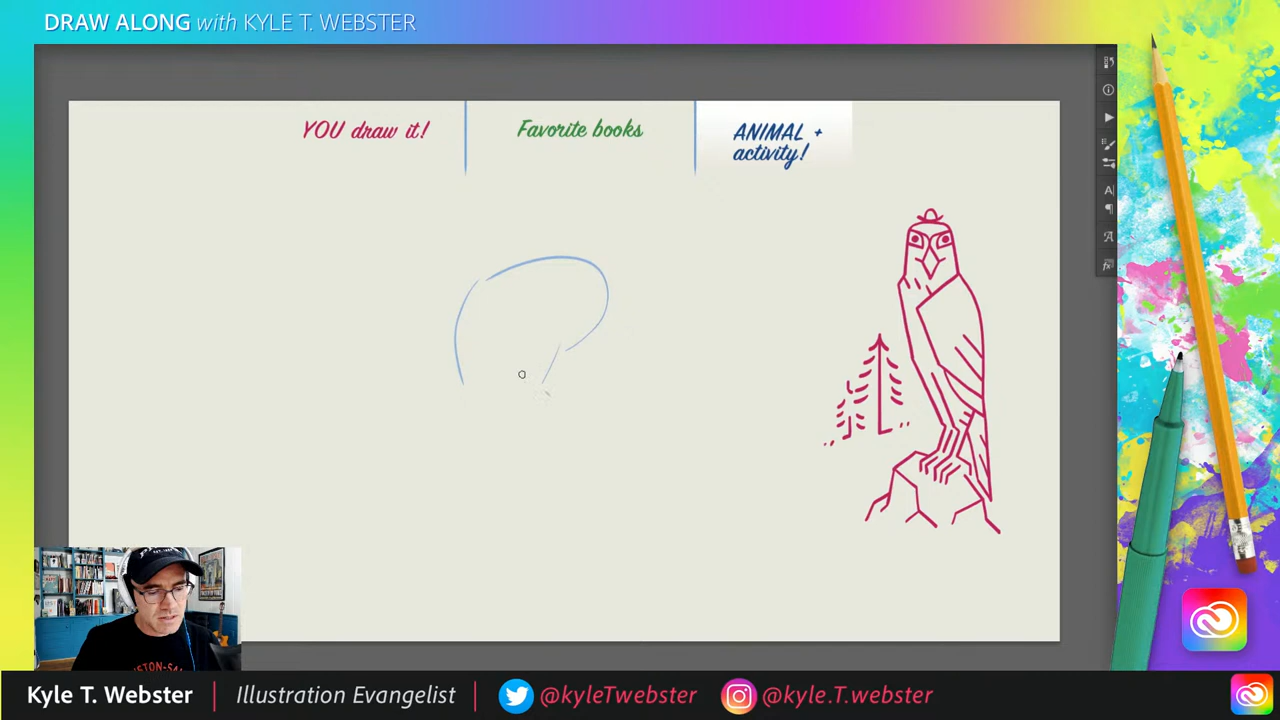 DRAW ALONG with KYLE T. WEBSTER
YOU draw it!
Favorite books
ANIMAL +
activity!
Kyle T. Webster | Illustration Evangelist | @kyleTwebster @kyle.T.webster